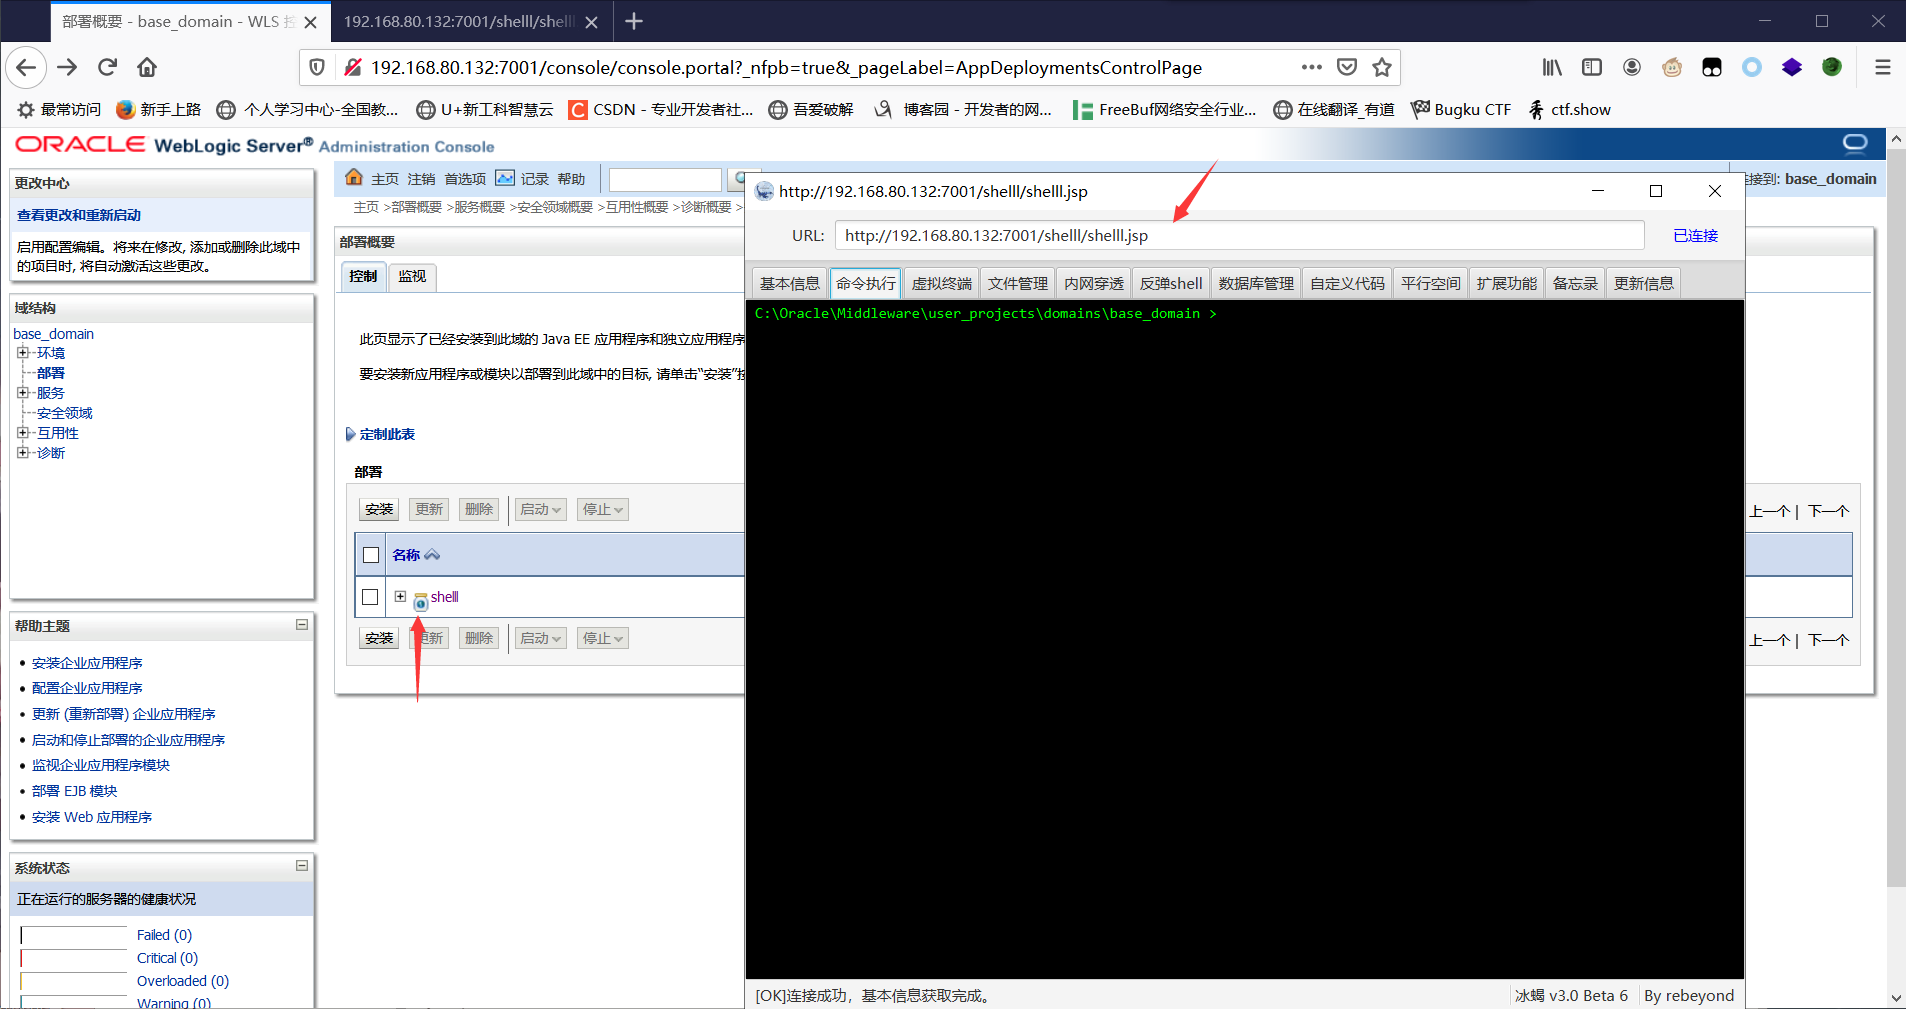 部署概要 - base_domain - WLS 控
192.168.80.132:7001/shelll/shell
192.168.80.132:7001/console/console.portal?_nfpb=true&_pageLabel=AppDeploymentsControlPage
最常访问
新手上路
个人学习中心-全国教...
U+新工科智慧云
CSDN - 专业开发者社...
吾爱破解
博客园 - 开发者的网...
FreeBuf网络安全行业...
在线翻译_有道
Bugku CTF
ctf.show
ORACLE WebLogic Server® Administration Console
更改中心
查看更改和重新启动
启用配置编辑。将来在修改, 添加或删除此域中
的项目时, 将自动激活这些更改。
域结构
base_domain
环境
部署
服务
安全领域
互用性
诊断
帮助主题
安装企业应用程序
配置企业应用程序
更新 (重新部署) 企业应用程序
启动和停止部署的企业应用程序
监视企业应用程序模块
部署 EJB 模块
安装 Web 应用程序
系统状态
正在运行的服务器的健康状况
Failed (0)
Critical (0)
Overloaded (0)
Warning (0)
主页 注销 首选项 记录 帮助
连接到: base_domain
主页 >部署概要 >服务概要 >安全领域概要 >互用性概要 >诊断概要 >
部署概要
控制 监视
此页显示了已经安装到此域的 Java EE 应用程序和独立应用程序
要安装新应用程序或模块以部署到此域中的目标, 请单击“安装”按
定制此表
部署
安装 更新 删除 启动 停止
上一个 | 下一个
名称
shelll
安装 更新 删除 启动 停止
上一个 | 下一个
http://192.168.80.132:7001/shelll/shelll.jsp
URL: http://192.168.80.132:7001/shelll/shelll.jsp 已连接
基本信息 命令执行 虚拟终端 文件管理 内网穿透 反弹shell 数据库管理 自定义代码 平行空间 扩展功能 备忘录 更新信息
C:\Oracle\Middleware\user_projects\domains\base_domain >
[OK]连接成功，基本信息获取完成。
冰蝎 v3.0 Beta 6 By rebeyond